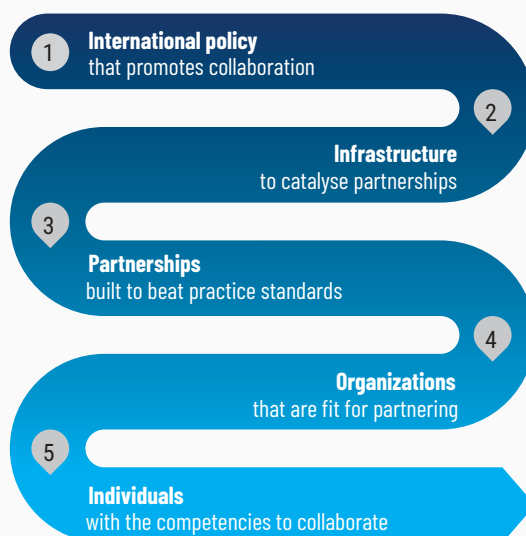 1
International policy
that promotes collaboration
2
Infrastructure
to catalyse partnerships
3
Partnerships
built to beat practice standards
4
Organizations
that are fit for partnering
5
Individuals
with the competencies to collaborate